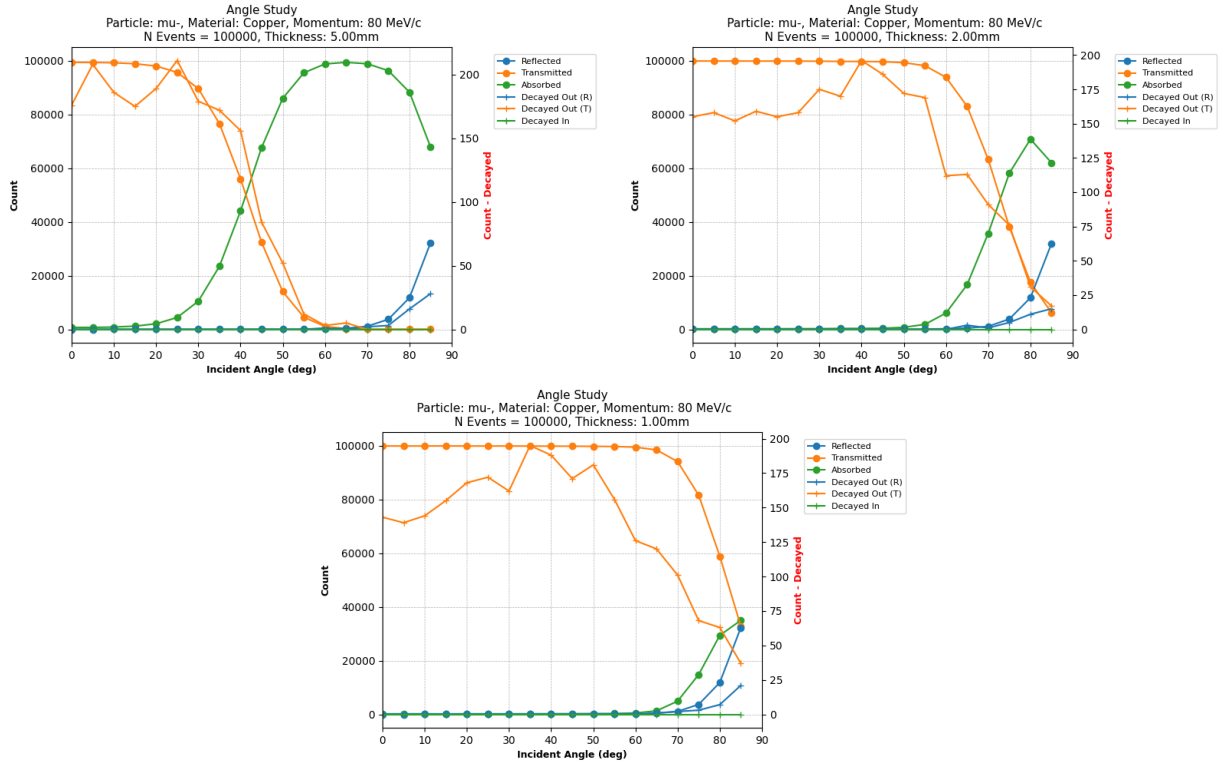 Angle Study
Particle: mu-, Material: Copper, Momentum: 80 MeV/c
N Events = 100000, Thickness: 5.00mm
100000
80000
60000
40000
20000
0
Count
200
150
100
50
0
Count - Decayed
0 10 20 30 40 50 60 70 80 90
Incident Angle (deg)
Reflected
Transmitted
Absorbed
Decayed Out (R)
Decayed Out (T)
Decayed In
Angle Study
Particle: mu-, Material: Copper, Momentum: 80 MeV/c
N Events = 100000, Thickness: 2.00mm
100000
80000
60000
40000
20000
0
Count
200
175
150
125
100
75
50
25
0
Count - Decayed
0 10 20 30 40 50 60 70 80 90
Incident Angle (deg)
Reflected
Transmitted
Absorbed
Decayed Out (R)
Decayed Out (T)
Decayed In
Angle Study
Particle: mu-, Material: Copper, Momentum: 80 MeV/c
N Events = 100000, Thickness: 1.00mm
100000
80000
60000
40000
20000
0
Count
200
175
150
125
100
75
50
25
0
Count - Decayed
0 10 20 30 40 50 60 70 80 90
Incident Angle (deg)
Reflected
Transmitted
Absorbed
Decayed Out (R)
Decayed Out (T)
Decayed In